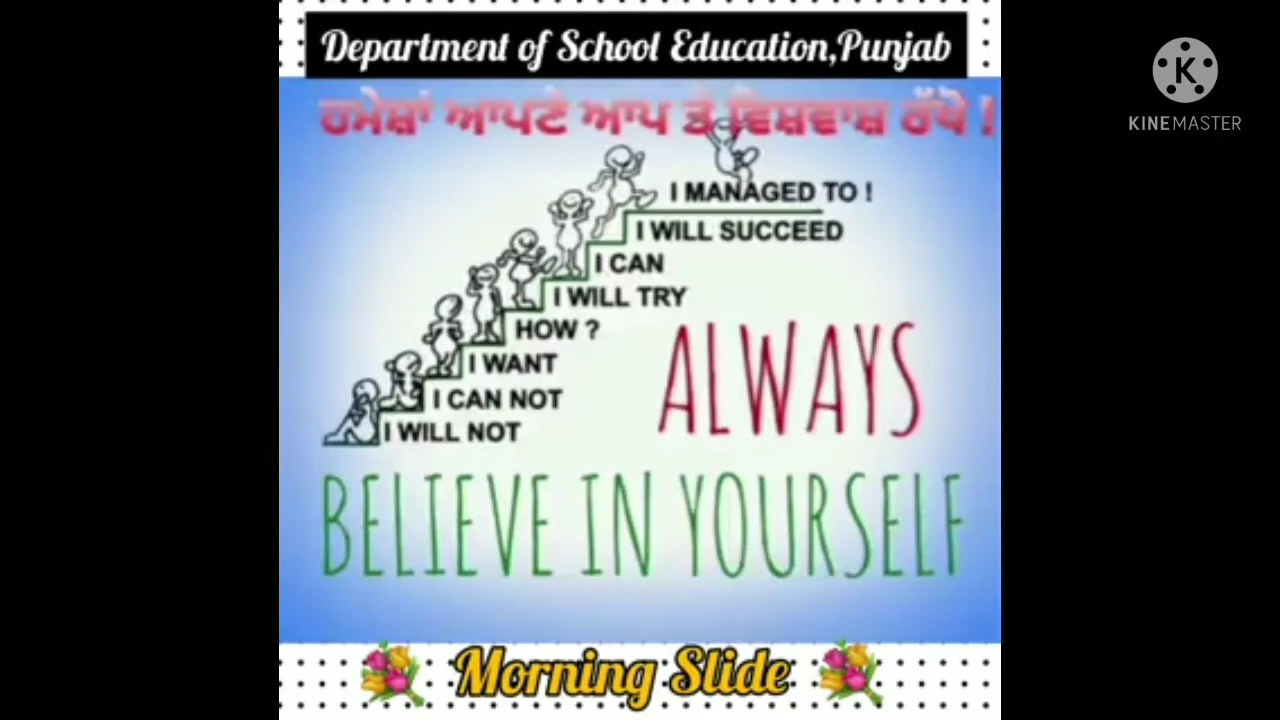 Department of School Education,Punjab
ਹਮੇਸ਼ਾਂ ਆਪਣੇ ਆਪ ਤੇ ਵਿਸ਼ਵਾਸ਼ ਰੱਖੋ !
I MANAGED TO !
I WILL SUCCEED
I CAN
I WILL TRY
HOW ?
I WANT
I CAN NOT
I WILL NOT
ALWAYS
BELIEVE IN YOURSELF
Morning Slide
K
KINEMASTER